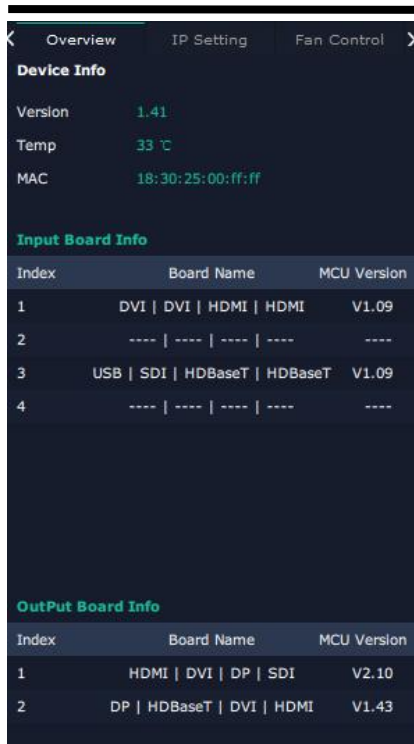 Overview IP Setting Fan Control
Device Info
Version 1.41
Temp 33 ℃
MAC 18:30:25:00:ff:ff
Input Board Info
Index Board Name MCU Version
1 DVI | DVI | HDMI | HDMI V1.09
2 ---- | ---- | ---- | ---- ----
3 USB | SDI | HDBaseT | HDBaseT V1.09
4 ---- | ---- | ---- | ---- ----
OutPut Board Info
Index Board Name MCU Version
1 HDMI | DVI | DP | SDI V2.10
2 DP | HDBaseT | DVI | HDMI V1.43